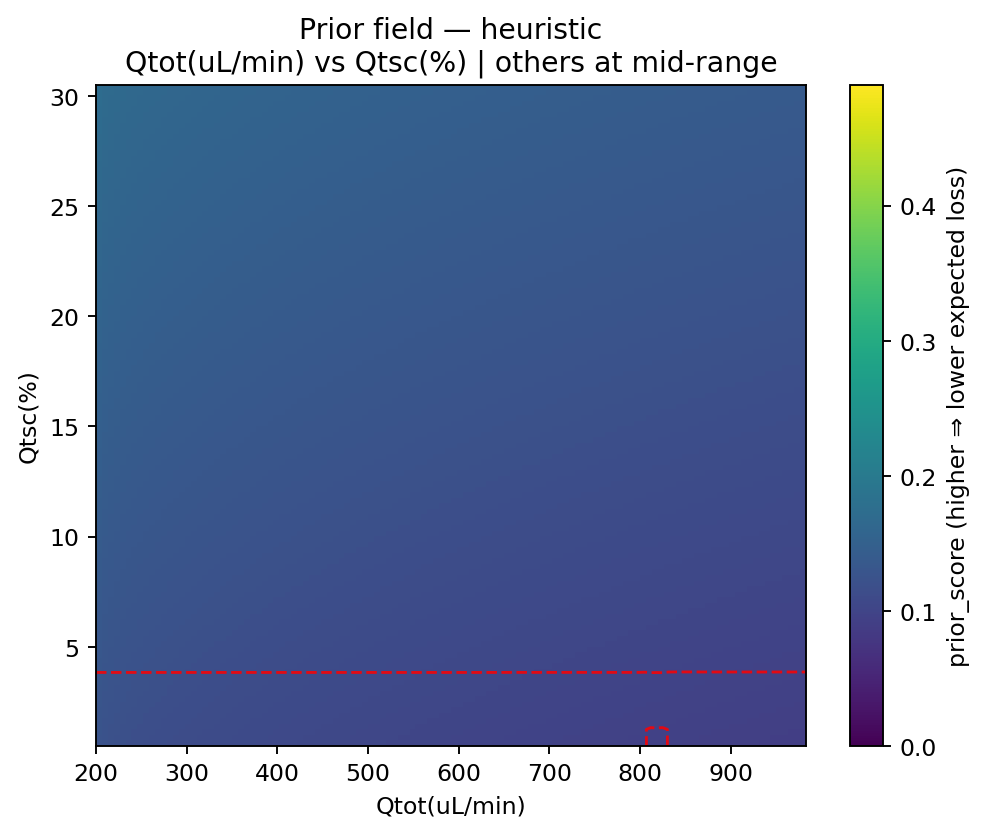 Prior field — heuristic
Qtot(uL/min) vs Qtsc(%) | others at mid-range
30
25
20
15
10
5
Qtsc(%)
200 300 400 500 600 700 800 900
Qtot(uL/min)
0.4
0.3
0.2
0.1
0.0
prior_score (higher ⇒ lower expected loss)